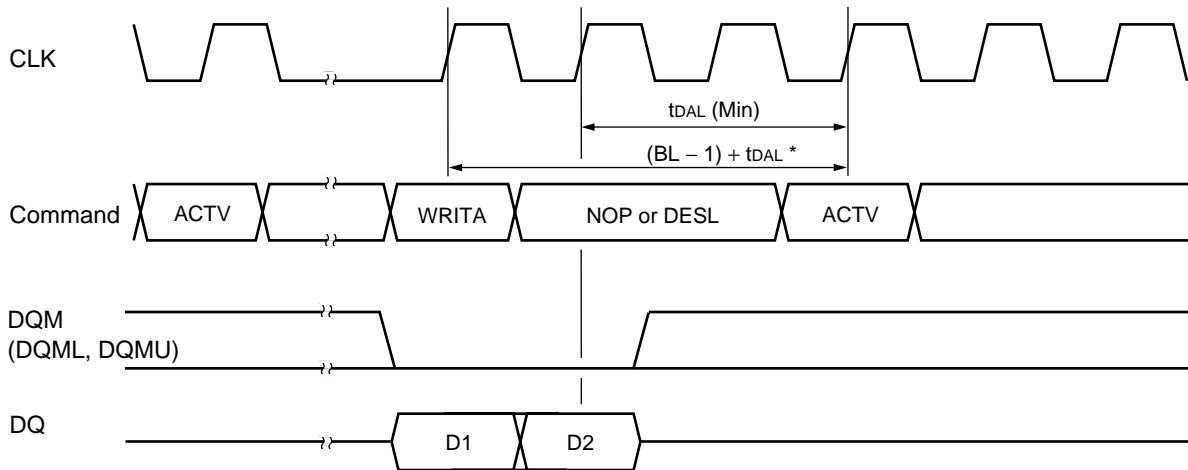 CLK
tDAL (Min)
(BL − 1) + tDAL *
Command ACTV WRITA NOP or DESL ACTV
DQM
(DQML, DQMU)
DQ D1 D2